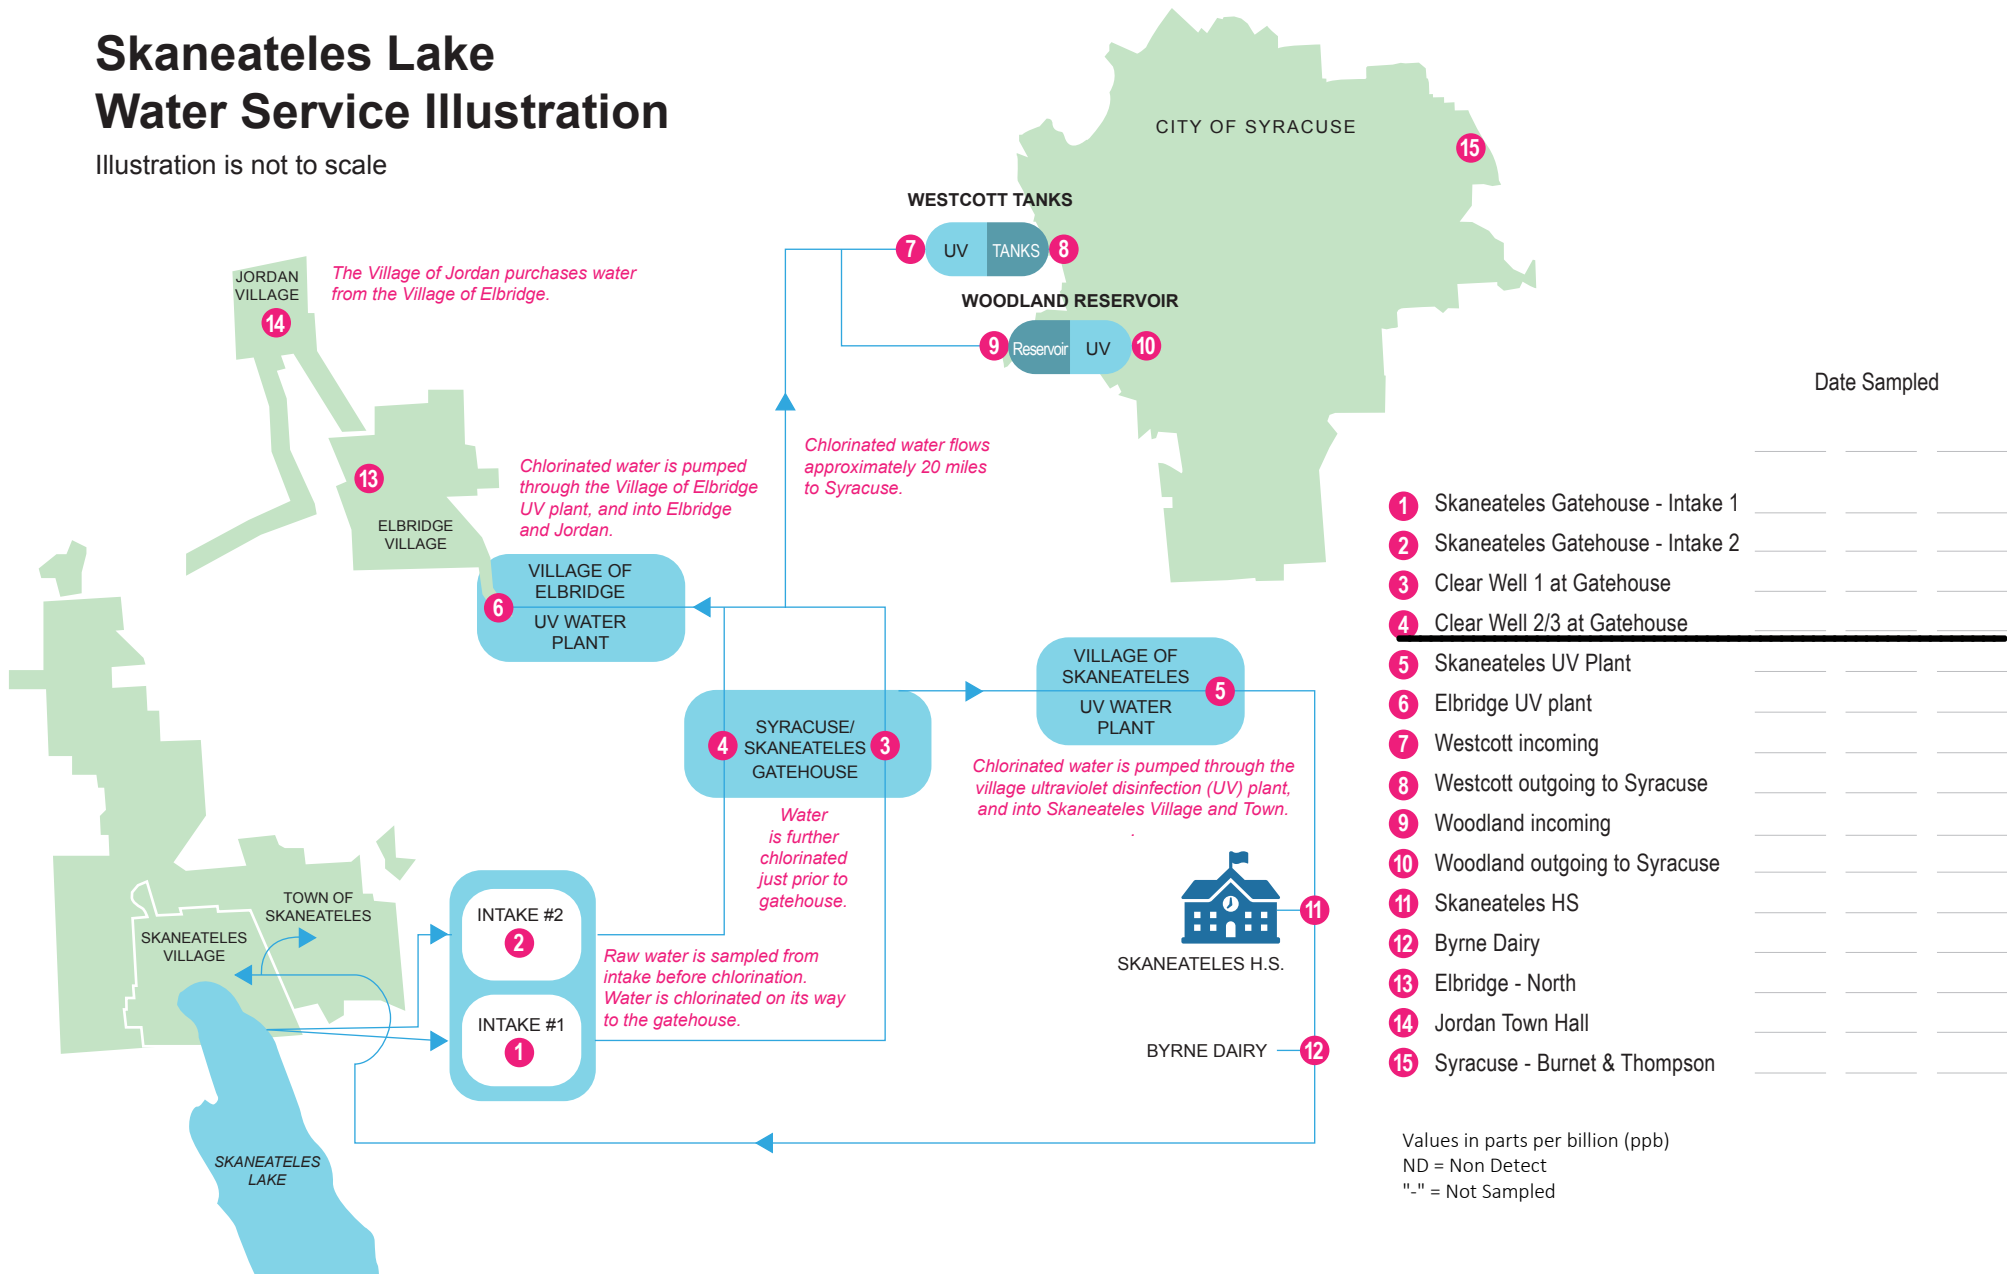 Skaneateles Lake
Water Service Illustration
Illustration is not to scale
CITY OF SYRACUSE
15
WESTCOTT TANKS
7
UV
TANKS
8
WOODLAND RESERVOIR
9
Reservoir
UV
10
JORDAN
VILLAGE
14
The Village of Jordan purchases water
from the Village of Elbridge.
13
ELBRIDGE
VILLAGE
Chlorinated water is pumped
through the Village of Elbridge
UV plant, and into Elbridge
and Jordan.
Chlorinated water flows
approximately 20 miles
to Syracuse.
VILLAGE OF
ELBRIDGE
6
UV WATER
PLANT
VILLAGE OF
SKANEATELES
5
UV WATER
PLANT
SYRACUSE/
SKANEATELES
GATEHOUSE
4
3
Chlorinated water is pumped through the
village ultraviolet disinfection (UV) plant,
and into Skaneateles Village and Town.
.
Water
is further
chlorinated
just prior to
gatehouse.
TOWN OF
SKANEATELES
SKANEATELES
VILLAGE
INTAKE #2
2
INTAKE #1
1
Raw water is sampled from
intake before chlorination.
Water is chlorinated on its way
to the gatehouse.
11
SKANEATELES H.S.
BYRNE DAIRY
12
SKANEATELES
LAKE
Date Sampled
1 Skaneateles Gatehouse - Intake 1
2 Skaneateles Gatehouse - Intake 2
3 Clear Well 1 at Gatehouse
4 Clear Well 2/3 at Gatehouse
5 Skaneateles UV Plant
6 Elbridge UV plant
7 Westcott incoming
8 Westcott outgoing to Syracuse
9 Woodland incoming
10 Woodland outgoing to Syracuse
11 Skaneateles HS
12 Byrne Dairy
13 Elbridge - North
14 Jordan Town Hall
15 Syracuse - Burnet & Thompson
Values in parts per billion (ppb)
ND = Non Detect
"-" = Not Sampled